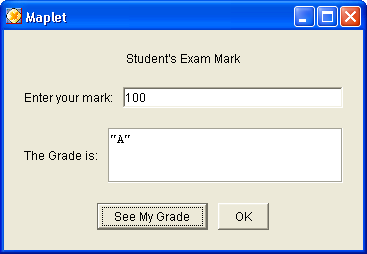 Maplet
Student's Exam Mark
Enter your mark: 100
The Grade is: "A"
See My Grade OK